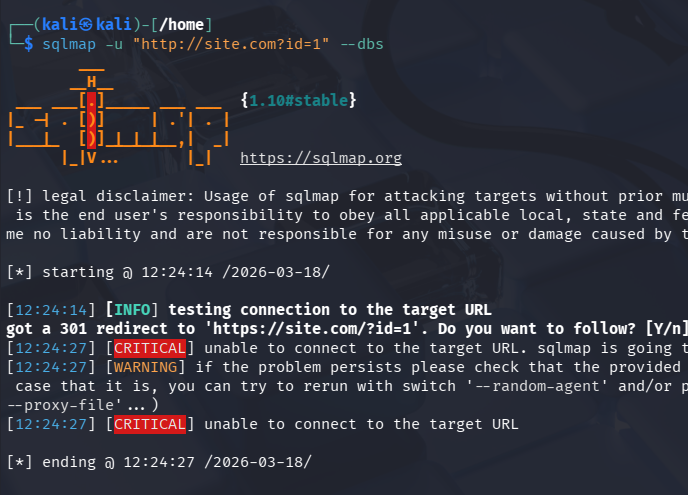 ┌──(kali㉿kali)-[/home]
└─$ sqlmap -u "http://site.com?id=1" --dbs
        ___
       __H__
 ___ ___[.]_____ ___ ___  {1.10#stable}
|_ -| . [)]     | .'| . |
|___|_  [)]_|_|_|__,|  _|
      |_|V...       |_|   https://sqlmap.org
[!] legal disclaimer: Usage of sqlmap for attacking targets without prior mu
is the end user's responsibility to obey all applicable local, state and fe
me no liability and are not responsible for any misuse or damage caused by t
[*] starting @ 12:24:14 /2026-03-18/
[12:24:14] [INFO] testing connection to the target URL
got a 301 redirect to 'https://site.com/?id=1'. Do you want to follow? [Y/n]
[12:24:27] [CRITICAL] unable to connect to the target URL. sqlmap is going t
[12:24:27] [WARNING] if the problem persists please check that the provided
case that it is, you can try to rerun with switch '--random-agent' and/or p
--proxy-file'...)
[12:24:27] [CRITICAL] unable to connect to the target URL
[*] ending @ 12:24:27 /2026-03-18/